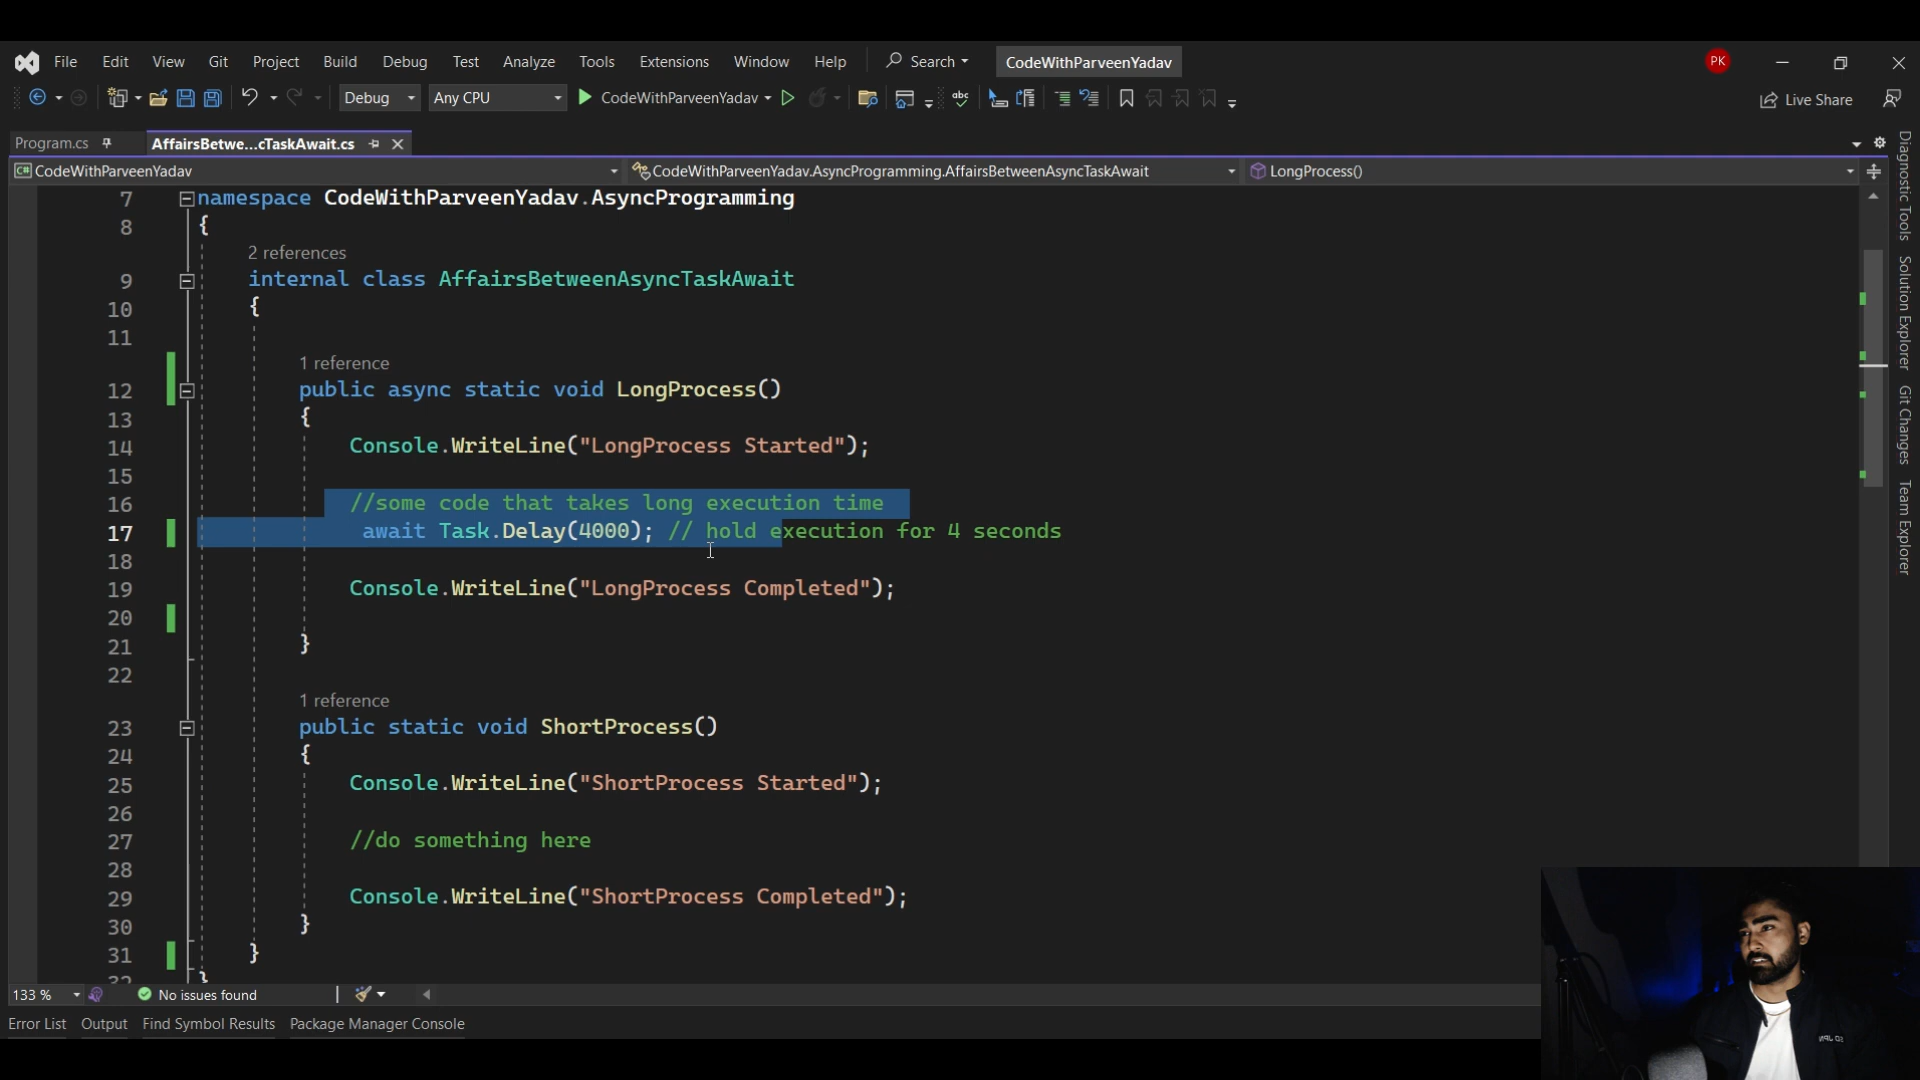 File Edit View Git Project Build Debug Test Analyze Tools Extensions Window Help Search CodeWithParveenYadav PK
Debug Any CPU CodeWithParveenYadav abc Live Share
Program.cs AffairsBetwe...cTaskAwait.cs
C# CodeWithParveenYadav CodeWithParveenYadav.AsyncProgramming.AffairsBetweenAsyncTaskAwait LongProcess()
7 namespace CodeWithParveenYadav.AsyncProgramming
8 {
2 references
9 internal class AffairsBetweenAsyncTaskAwait
10 {
11
1 reference
12 public async static void LongProcess()
13 {
14 Console.WriteLine("LongProcess Started");
15
16 //some code that takes long execution time
17 await Task.Delay(4000); // hold execution for 4 seconds
18
19 Console.WriteLine("LongProcess Completed");
20
21 }
22
1 reference
23 public static void ShortProcess()
24 {
25 Console.WriteLine("ShortProcess Started");
26
27 //do something here
28
29 Console.WriteLine("ShortProcess Completed");
30 }
31 }
32 }
133 % No issues found
Error List Output Find Symbol Results Package Manager Console
Diagnostic Tools
Solution Explorer
Git Changes
Team Explorer